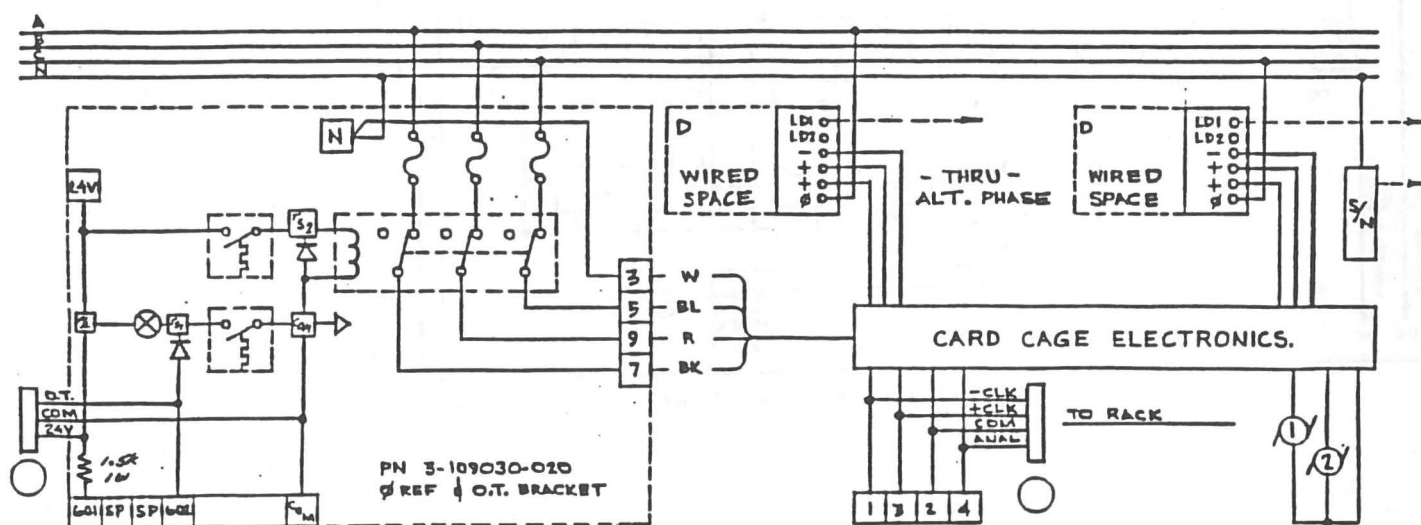 A
B
C
N
N
24V
D
WIRED
SPACE
LD1
LD2
-
+
+
Ø
- THRU -
ALT. PHASE
D
WIRED
SPACE
LD1
LD2
-
+
+
Ø
S/N
3 W
5 BL
9 R
7 BK
CARD CAGE ELECTRONICS.
2
O.T.
COM
24V
1.5K
1W
PN 3-109030-020
Ø REF & O.T. BRACKET
601 SP SP 602 COM
-CLK
+CLK
COM
ANAL
TO RACK
1 3 2 4
1
2